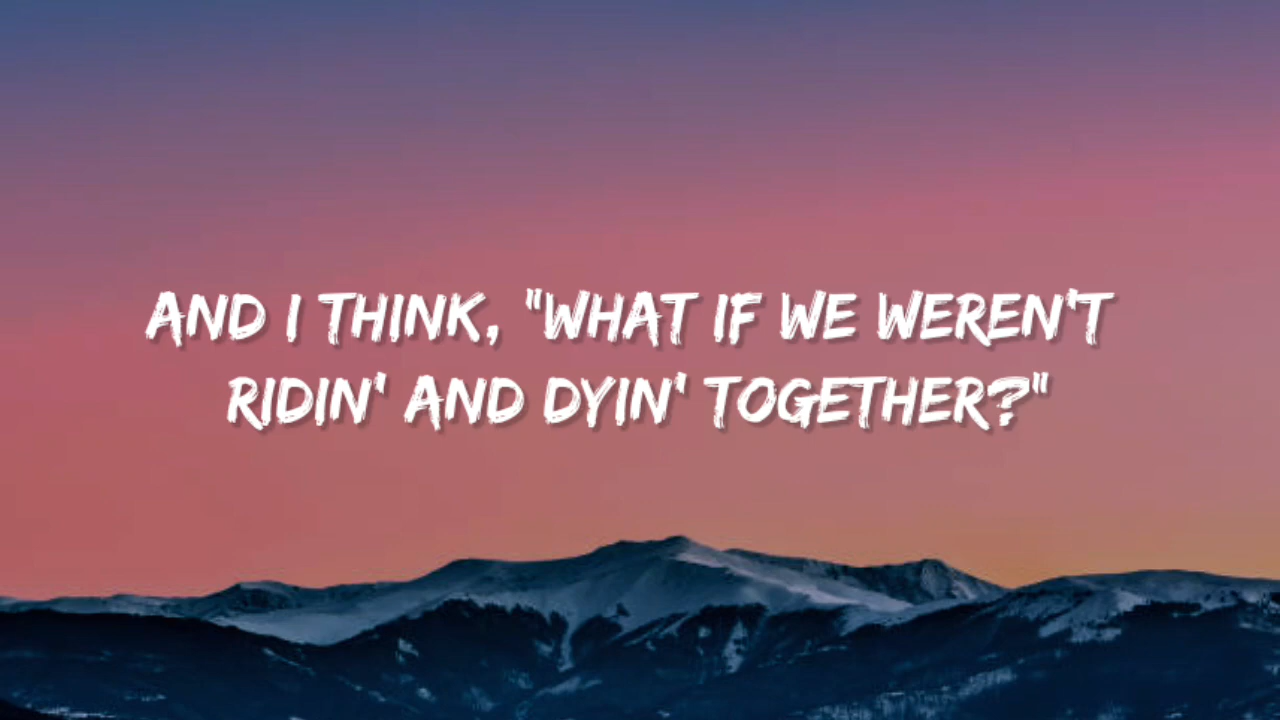 AND I THINK, "WHAT IF WE WEREN'T
RIDIN' AND DYIN' TOGETHER?"